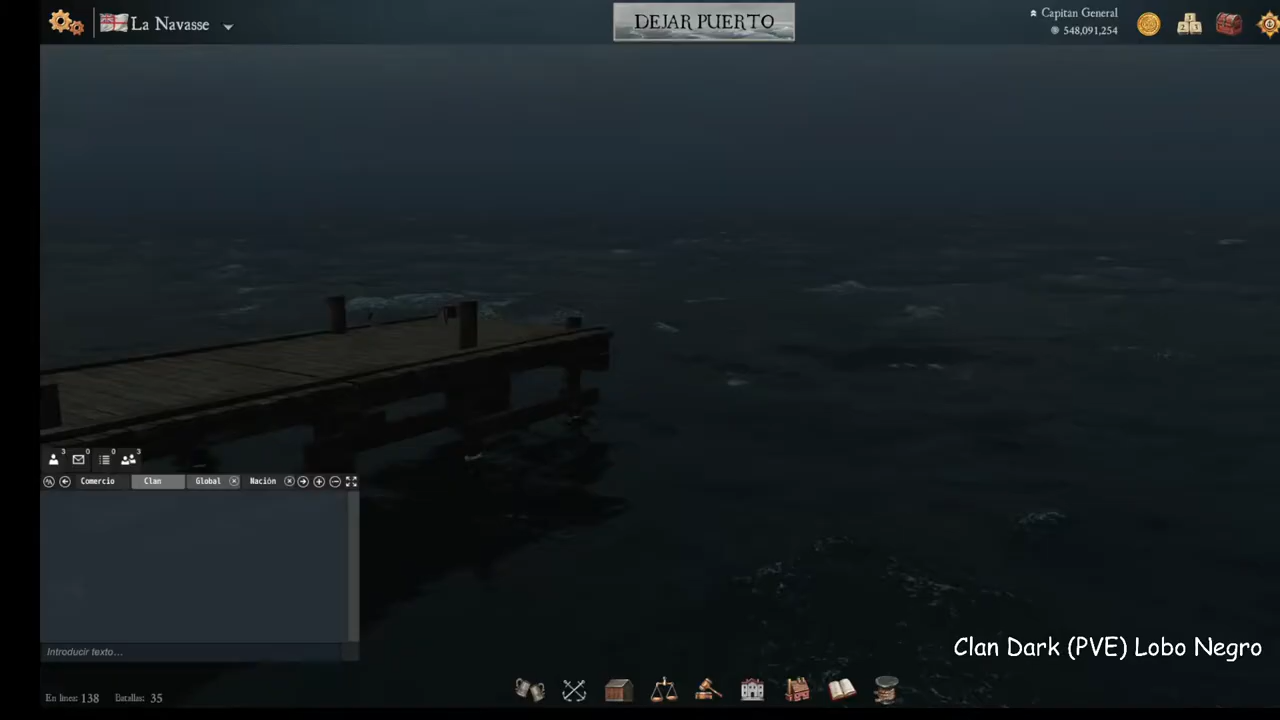 La Navasse
DEJAR PUERTO
Capitan General
548,091,254
3 0 0 3
Comercio Clan Global Nación
Introducir texto...
Clan Dark (PVE) Lobo Negro
En línea: 138 Batallas: 35